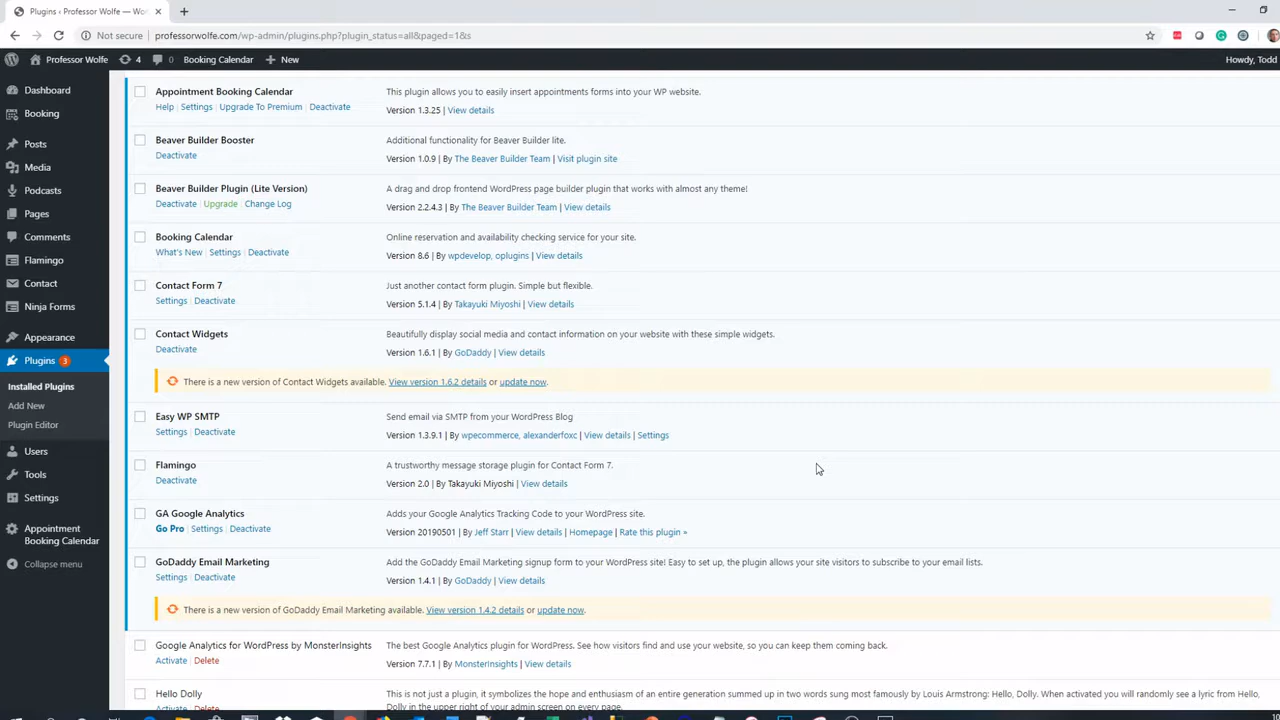 Plugins ‹ Professor Wolfe — Wo
Not secure
professorwolfe.com/wp-admin/plugins.php?plugin_status=all&paged=1&s
Professor Wolfe
4
0
Booking Calendar
New
Howdy, Todd
Dashboard
Booking
Posts
Media
Podcasts
Pages
Comments
Flamingo
Contact
Ninja Forms
Appearance
Plugins 3
Installed Plugins
Add New
Plugin Editor
Users
Tools
Settings
Appointment
Booking Calendar
Collapse menu
Appointment Booking Calendar
Help | Settings | Upgrade To Premium | Deactivate
This plugin allows you to easily insert appointments forms into your WP website.
Version 1.3.25 | View details
Beaver Builder Booster
Deactivate
Additional functionality for Beaver Builder lite.
Version 1.0.9 | By The Beaver Builder Team | Visit plugin site
Beaver Builder Plugin (Lite Version)
Deactivate | Upgrade | Change Log
A drag and drop frontend WordPress page builder plugin that works with almost any theme!
Version 2.2.4.3 | By The Beaver Builder Team | View details
Booking Calendar
What's New | Settings | Deactivate
Online reservation and availability checking service for your site.
Version 8.6 | By wpdevelop, oplugins | View details
Contact Form 7
Settings | Deactivate
Just another contact form plugin. Simple but flexible.
Version 5.1.4 | By Takayuki Miyoshi | View details
Contact Widgets
Deactivate
Beautifully display social media and contact information on your website with these simple widgets.
Version 1.6.1 | By GoDaddy | View details
There is a new version of Contact Widgets available. View version 1.6.2 details or update now.
Easy WP SMTP
Settings | Deactivate
Send email via SMTP from your WordPress Blog
Version 1.3.9.1 | By wpecommerce, alexanderfoxc | View details | Settings
Flamingo
Deactivate
A trustworthy message storage plugin for Contact Form 7.
Version 2.0 | By Takayuki Miyoshi | View details
GA Google Analytics
Go Pro | Settings | Deactivate
Adds your Google Analytics Tracking Code to your WordPress site.
Version 20190501 | By Jeff Starr | View details | Homepage | Rate this plugin »
GoDaddy Email Marketing
Settings | Deactivate
Add the GoDaddy Email Marketing signup form to your WordPress site! Easy to set up, the plugin allows your site visitors to subscribe to your email lists.
Version 1.4.1 | By GoDaddy | View details
There is a new version of GoDaddy Email Marketing available. View version 1.4.2 details or update now.
Google Analytics for WordPress by MonsterInsights
Activate | Delete
The best Google Analytics plugin for WordPress. See how visitors find and use your website, so you can keep them coming back.
Version 7.7.1 | By MonsterInsights | View details
Hello Dolly
Activate | Delete
This is not just a plugin, it symbolizes the hope and enthusiasm of an entire generation summed up in two words sung most famously by Louis Armstrong: Hello, Dolly. When activated you will randomly see a lyric from Hello,
Dolly in the upper right of your admin screen on every page.